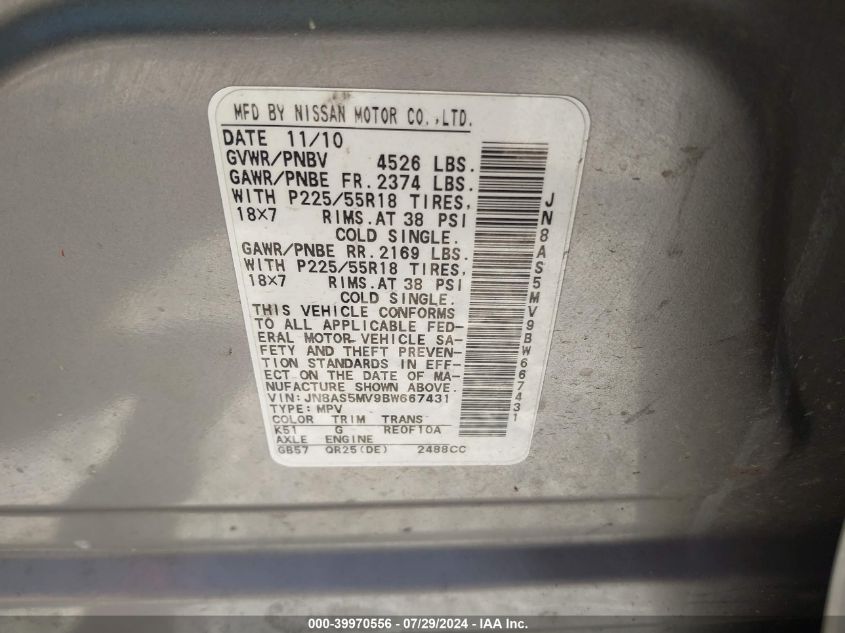 MFD BY NISSAN MOTOR CO.,LTD.
DATE 11/10
GVWR/PNBV 4526 LBS.
GAWR/PNBE FR. 2374 LBS.
WITH P225/55R18 TIRES,
18X7 RIMS. AT 38 PSI
COLD SINGLE.
GAWR/PNBE RR. 2169 LBS.
WITH P225/55R18 TIRES,
18X7 RIMS. AT 38 PSI
COLD SINGLE.
THIS VEHICLE CONFORMS
TO ALL APPLICABLE FED-
ERAL MOTOR VEHICLE SA-
FETY AND THEFT PREVEN-
TION STANDARDS IN EFF-
ECT ON THE DATE OF MA-
NUFACTURE SHOWN ABOVE.
VIN: JN8AS5MV9BW667431
TYPE: MPV
COLOR TRIM TRANS
K51 G RE0F10A
AXLE ENGINE
GB57 QR25(DE) 2488CC
JN8AS5MV9BW667431
000-39970556 - 07/29/2024 - IAA Inc.